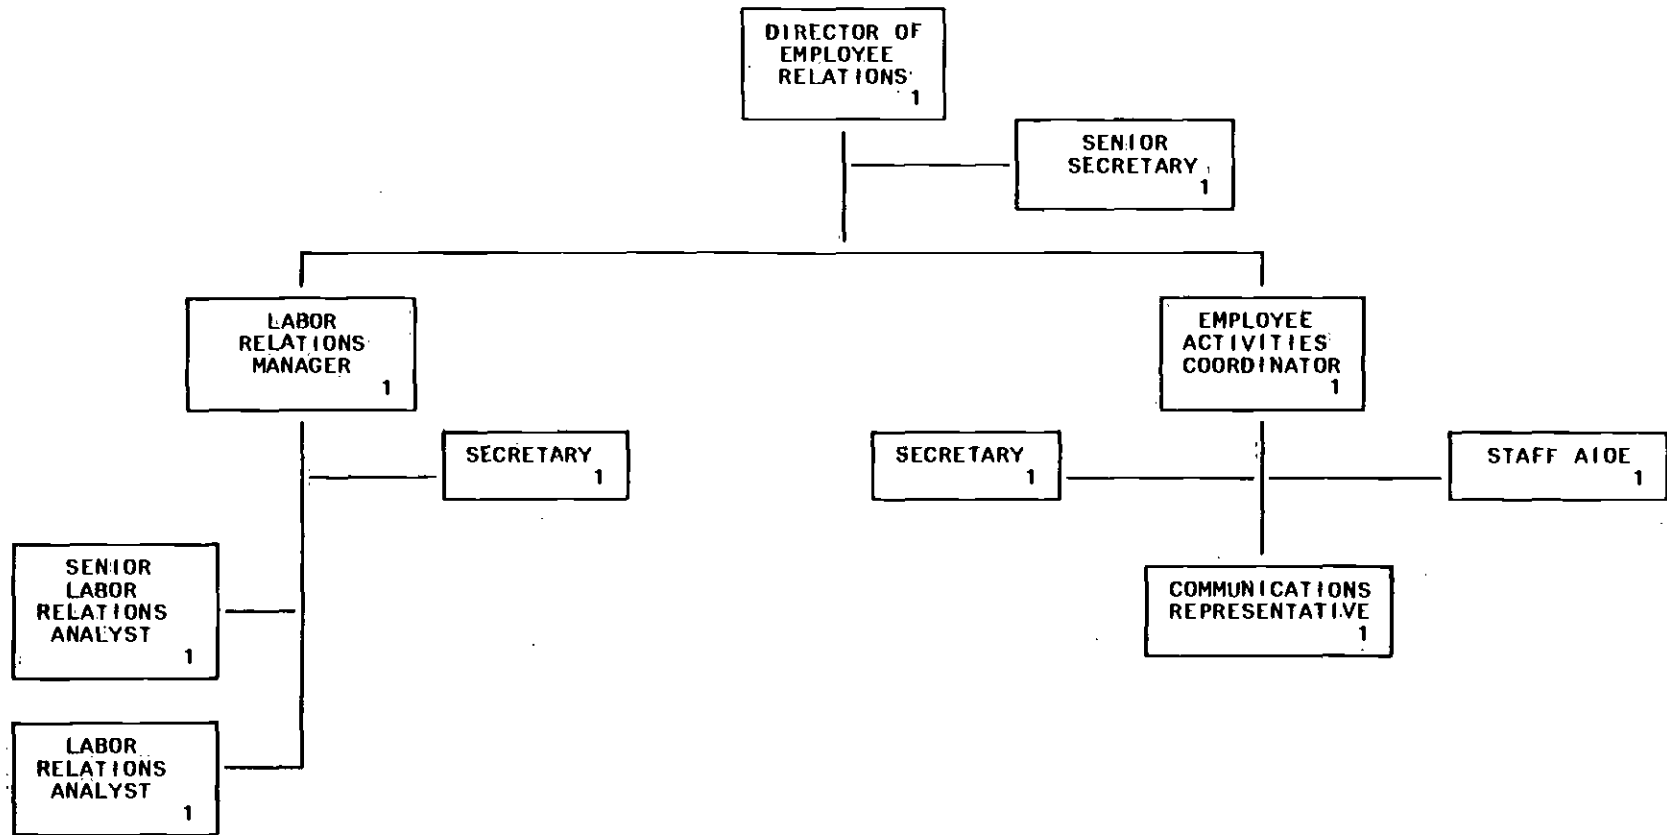 DIRECTOR OF
EMPLOYEE
RELATIONS
1
SENIOR
SECRETARY
1
LABOR
RELATIONS
MANAGER
1
EMPLOYEE
ACTIVITIES
COORDINATOR
1
SECRETARY
1
SECRETARY
1
STAFF AIDE
1
SENIOR
LABOR
RELATIONS
ANALYST
1
COMMUNICATIONS
REPRESENTATIVE
1
LABOR
RELATIONS
ANALYST
1